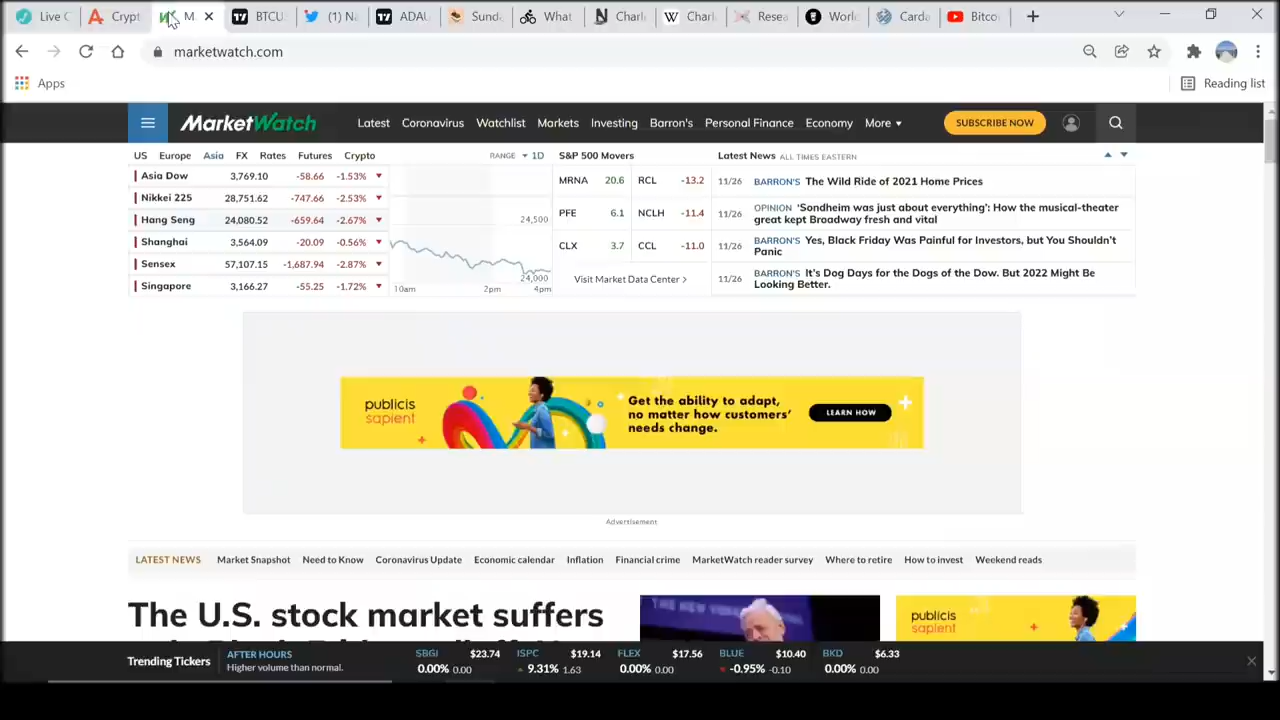 Live C
Crypt
M
BTCU
(1) N
ADAU
Sunda
What
Charl
Charl
Resea
World
Carda
Bitco
marketwatch.com
Apps
Reading list
MarketWatch
Latest Coronavirus Watchlist Markets Investing Barron's Personal Finance Economy More
SUBSCRIBE NOW
US Europe Asia FX Rates Futures Crypto
RANGE 1D
Asia Dow 3,769.10 -58.66 -1.53%
Nikkei 225 28,751.62 -747.66 -2.53%
Hang Seng 24,080.52 -659.64 -2.67%
Shanghai 3,564.09 -20.09 -0.56%
Sensex 57,107.15 -1,687.94 -2.87%
Singapore 3,166.27 -55.25 -1.72%
24,500
24,000
10am 2pm 4pm
S&P 500 Movers
MRNA 20.6 RCL -13.2
PFE 6.1 NCLH -11.4
CLX 3.7 CCL -11.0
Visit Market Data Center >
Latest News ALL TIMES EASTERN
11/26 BARRON'S The Wild Ride of 2021 Home Prices
11/26 OPINION 'Sondheim was just about everything': How the musical-theater
great kept Broadway fresh and vital
11/26 BARRON'S Yes, Black Friday Was Painful for Investors, but You Shouldn't
Panic
11/26 BARRON'S It's Dog Days for the Dogs of the Dow. But 2022 Might Be
Looking Better.
publicis
sapient
Get the ability to adapt,
no matter how customers'
needs change.
LEARN HOW
Advertisement
LATEST NEWS Market Snapshot Need to Know Coronavirus Update Economic calendar Inflation Financial crime MarketWatch reader survey Where to retire How to invest Weekend reads
The U.S. stock market suffers
THE NEW YORK
publicis
sapient
Trending Tickers
AFTER HOURS
Higher volume than normal.
SBGI $23.74
0.00% 0.00
ISPC $19.14
9.31% 1.63
FLEX $17.56
0.00% 0.00
BLUE $10.40
-0.95% -0.10
BKD $6.33
0.00% 0.00